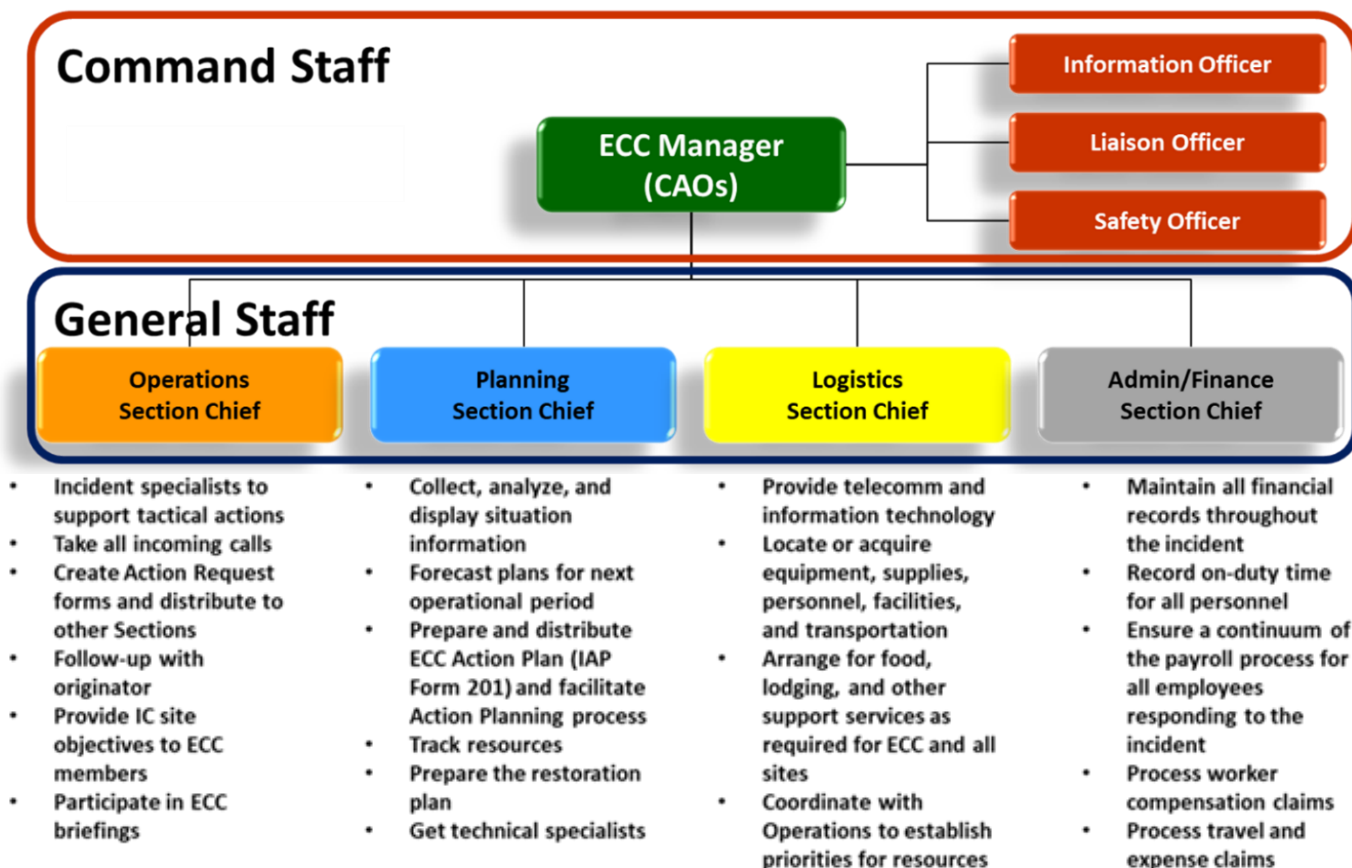 Command Staff
Information Officer
ECC Manager
(CAOs)
Liaison Officer
Safety Officer
General Staff
Operations
Section Chief
Planning
Section Chief
Logistics
Section Chief
Admin/Finance
Section Chief
• Incident specialists to
support tactical actions
• Take all incoming calls
• Create Action Request
forms and distribute to
other Sections
• Follow-up with
originator
• Provide IC site
objectives to ECC
members
• Participate in ECC
briefings
• Collect, analyze, and
display situation
information
• Forecast plans for next
operational period
• Prepare and distribute
ECC Action Plan (IAP
Form 201) and facilitate
Action Planning process
• Track resources
• Prepare the restoration
plan
• Get technical specialists
• Provide telecomm and
information technology
• Locate or acquire
equipment, supplies,
personnel, facilities,
and transportation
• Arrange for food,
lodging, and other
support services as
required for ECC and all
sites
• Coordinate with
Operations to establish
priorities for resources
• Maintain all financial
records throughout
the incident
• Record on-duty time
for all personnel
• Ensure a continuum of
the payroll process for
all employees
responding to the
incident
• Process worker
compensation claims
• Process travel and
expense claims